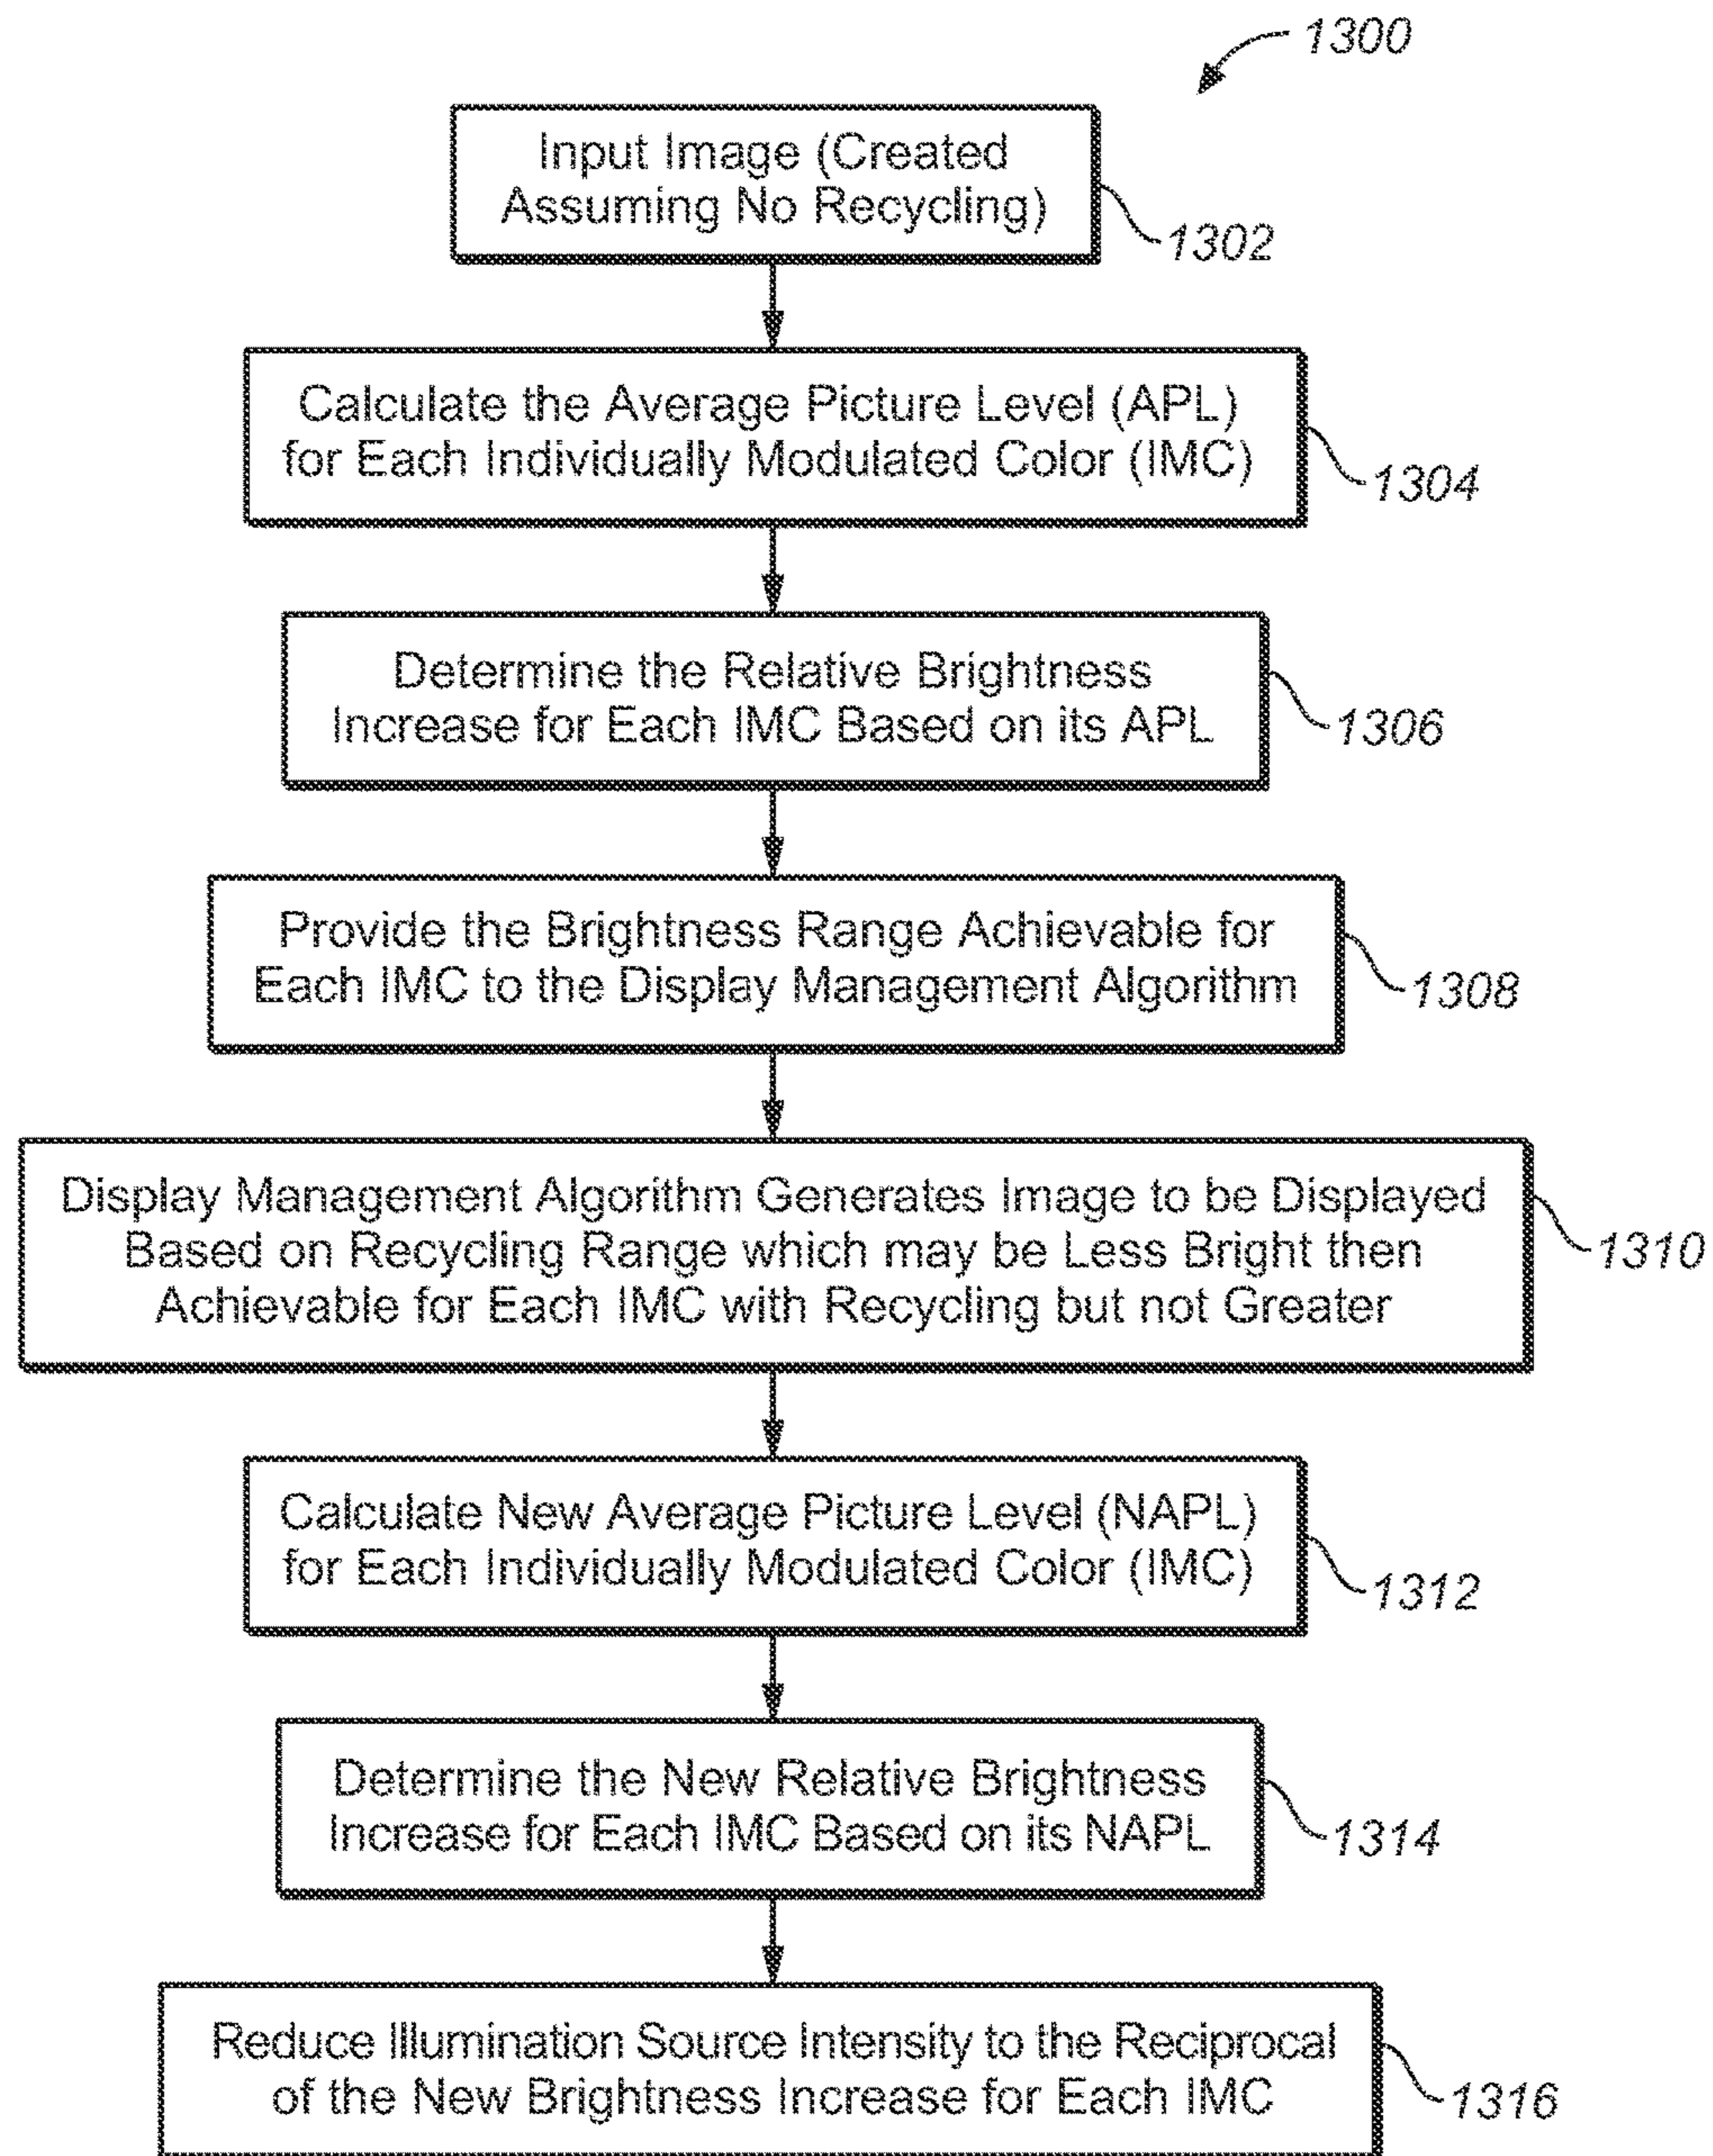 1300
Input Image (Created
Assuming No Recycling)
1302
Calculate the Average Picture Level (APL)
for Each Individually Modulated Color (IMC)
1304
Determine the Relative Brightness
Increase for Each IMC Based on its APL
1306
Provide the Brightness Range Achievable for
Each IMC to the Display Management Algorithm
1308
Display Management Algorithm Generates Image to be Displayed
Based on Recycling Range which may be Less Bright then
Achievable for Each IMC with Recycling but not Greater
1310
Calculate New Average Picture Level (NAPL)
for Each Individually Modulated Color (IMC)
1312
Determine the New Relative Brightness
Increase for Each IMC Based on its NAPL
1314
Reduce Illumination Source Intensity to the Reciprocal
of the New Brightness Increase for Each IMC
1316